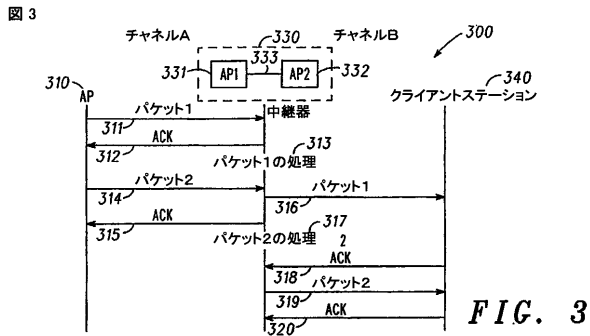 図 3
チャネルA 330 チャネルB
300
331 AP1 333 AP2 332
310 340
AP クライアントステーション
パケット1 中継器
311
ACK
312 313
パケット1の処理
パケット2 パケット1
314 316
ACK 317
315 パケット2の処理 2
ACK
318
パケット2
319
ACK
320
FIG. 3